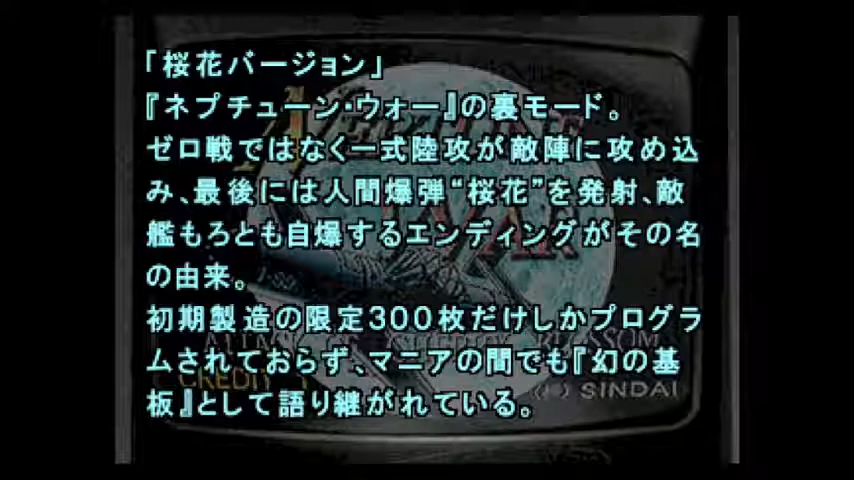 「桜花バージョン」
『ネプチューン・ウォー』の裏モード。
ゼロ戦ではなく一式陸攻が敵陣に攻め込
み、最後には人間爆弾“桜花”を発射、敵
艦もろとも自爆するエンディングがその名
の由来。
初期製造の限定300枚だけしかプログラ
ムされておらず、マニアの間でも『幻の基
板』として語り継がれている。
CREDIT
SINDAI